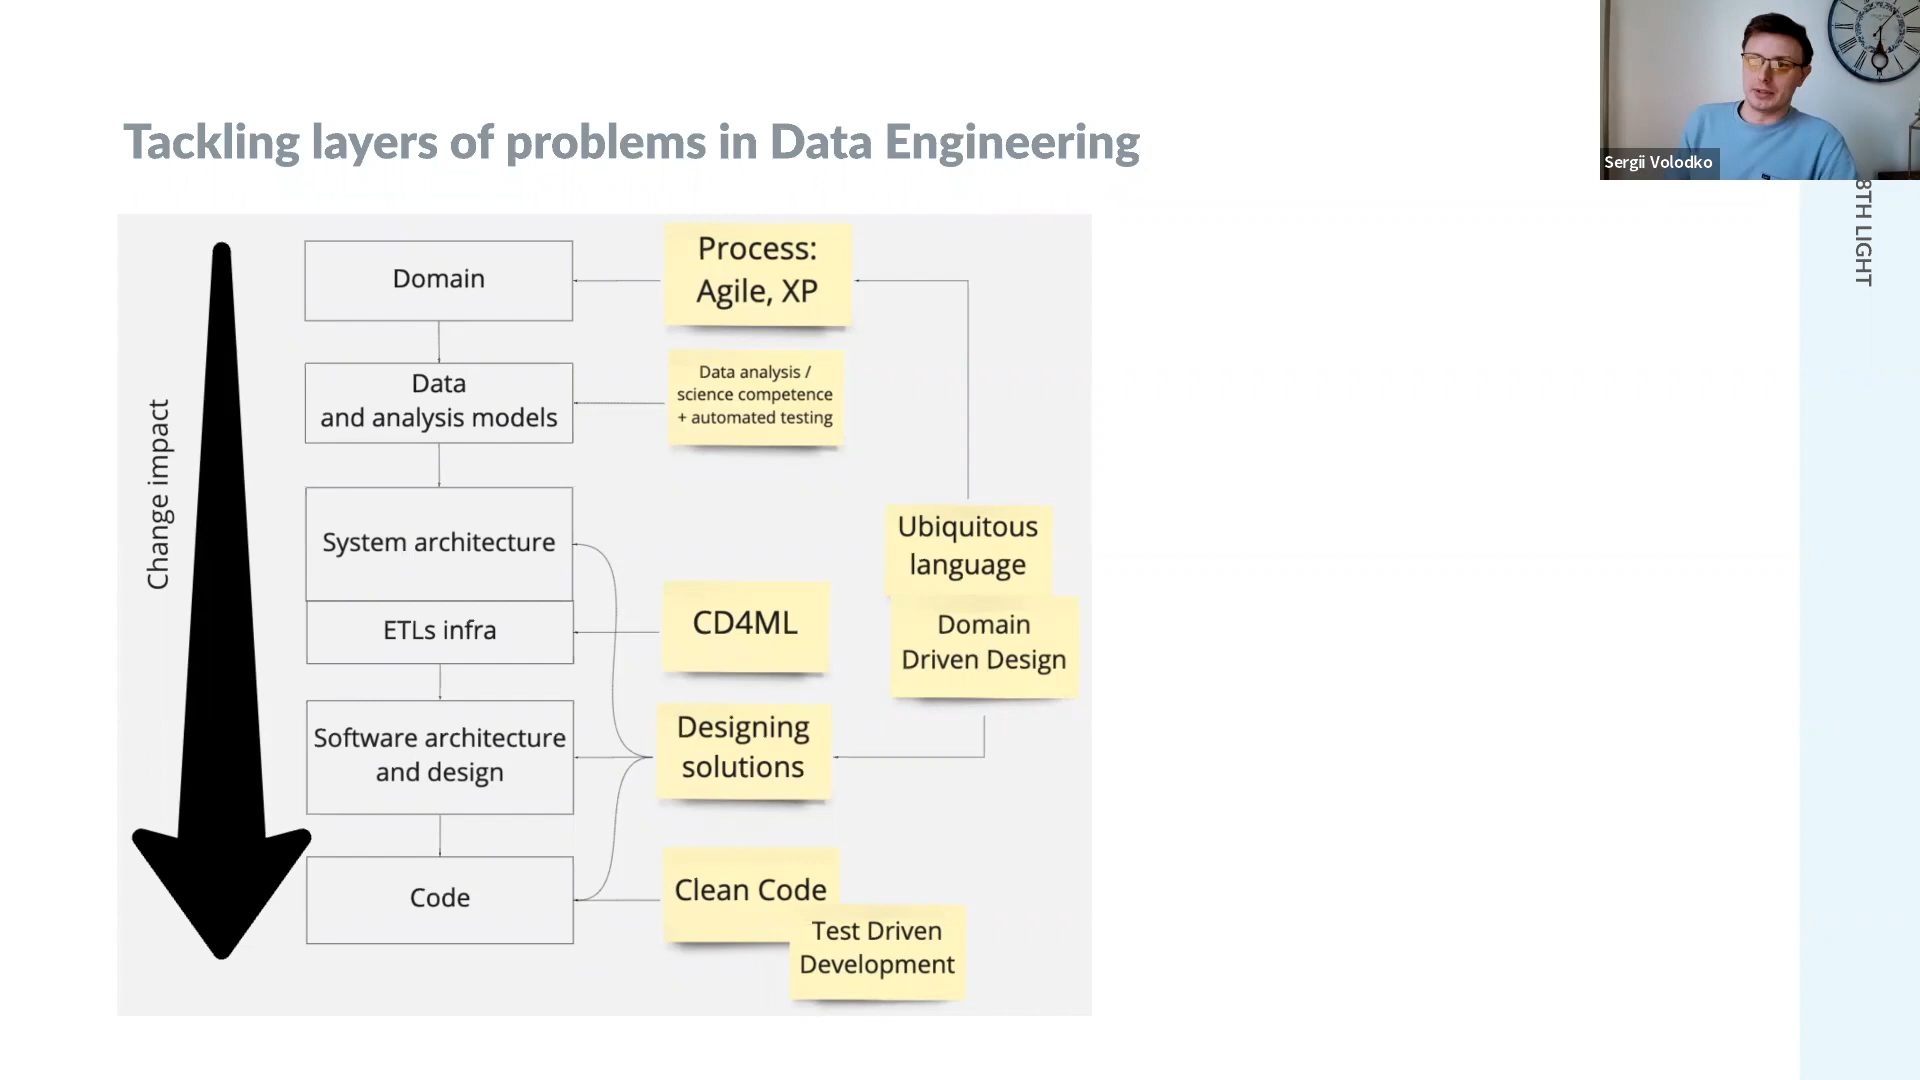 Tackling layers of problems in Data Engineering
Sergii Volodko
8TH LIGHT
Change impact
Domain
Process:
Agile, XP
Data
and analysis models
Data analysis /
science competence
+ automated testing
System architecture
Ubiquitous
language
ETLs infra
CD4ML
Domain
Driven Design
Software architecture
and design
Designing
solutions
Code
Clean Code
Test Driven
Development